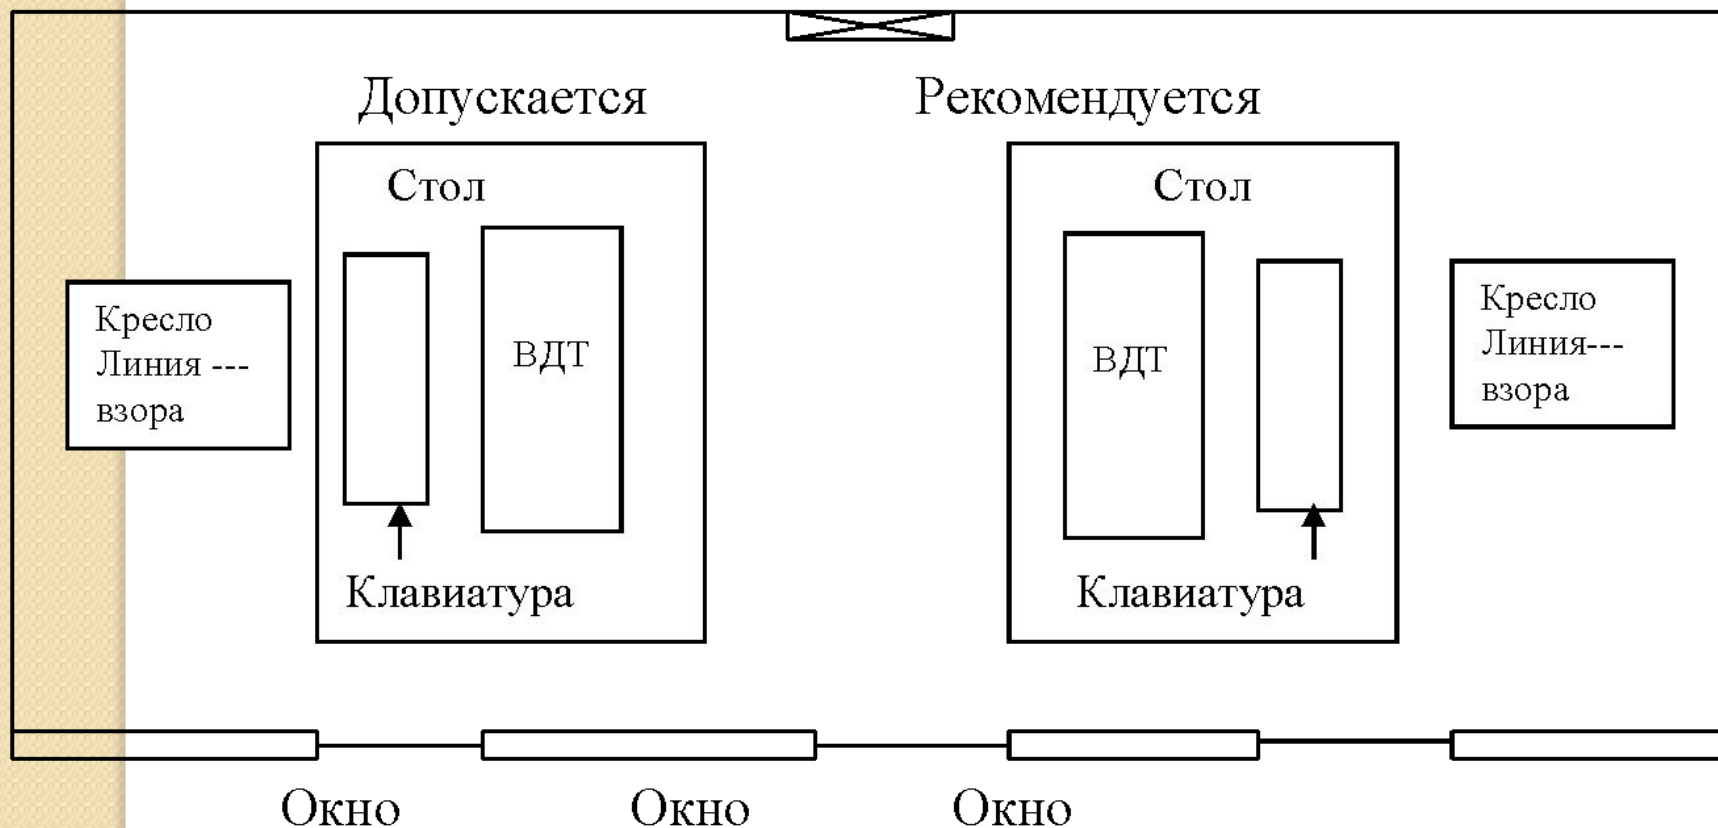 Допускается
Рекомендуется
Стол
Кресло
Линия ---
взора
ВДТ
Клавиатура
Стол
ВДТ
Кресло
Линия---
взора
Клавиатура
Окно
Окно
Окно